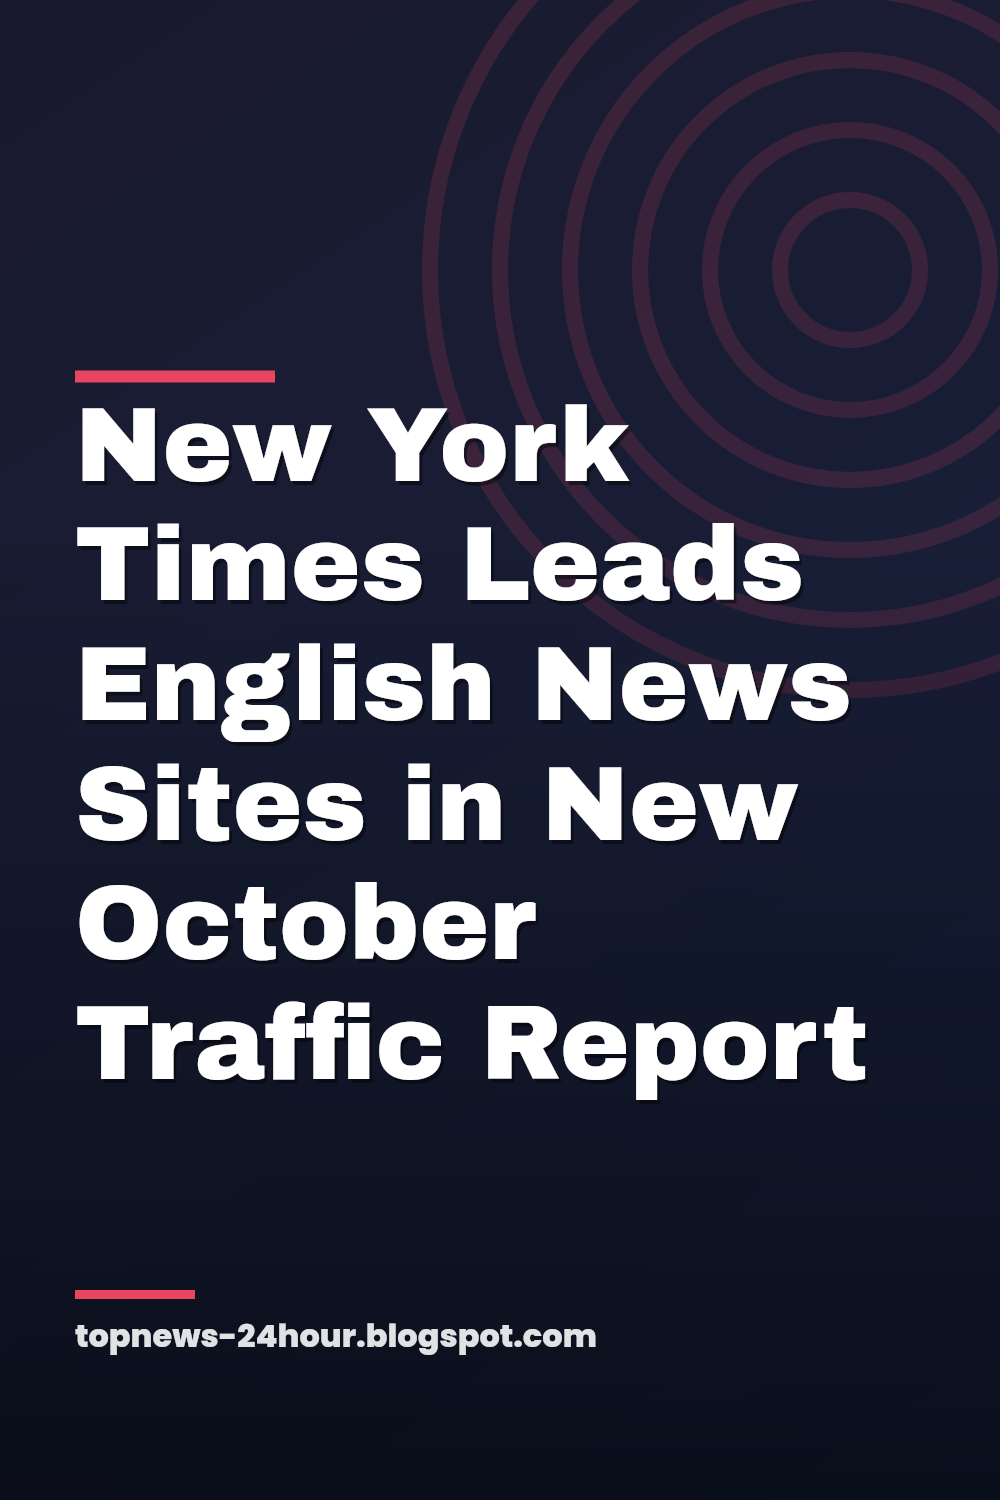 New York
Times Leads
English News
Sites in New
October
Traffic Report
topnews-24hour.blogspot.com